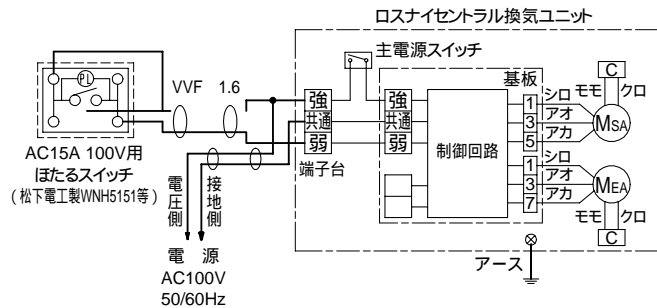 ロスナイセントラル換気ユニット
主電源スイッチ
基板
PL
VVF 1.6
強
共通
弱
端子台
強
共通
弱
制御回路
1
3
5
1
3
7
シロ
アオ
アカ
シロ
アオ
アカ
C
モモ
クロ
MSA
MEA
モモ
クロ
C
AC15A 100V用
ほたるスイッチ
(松下電工製WNH5151等)
電圧側
接地側
電 源
AC100V
50/60Hz
アース